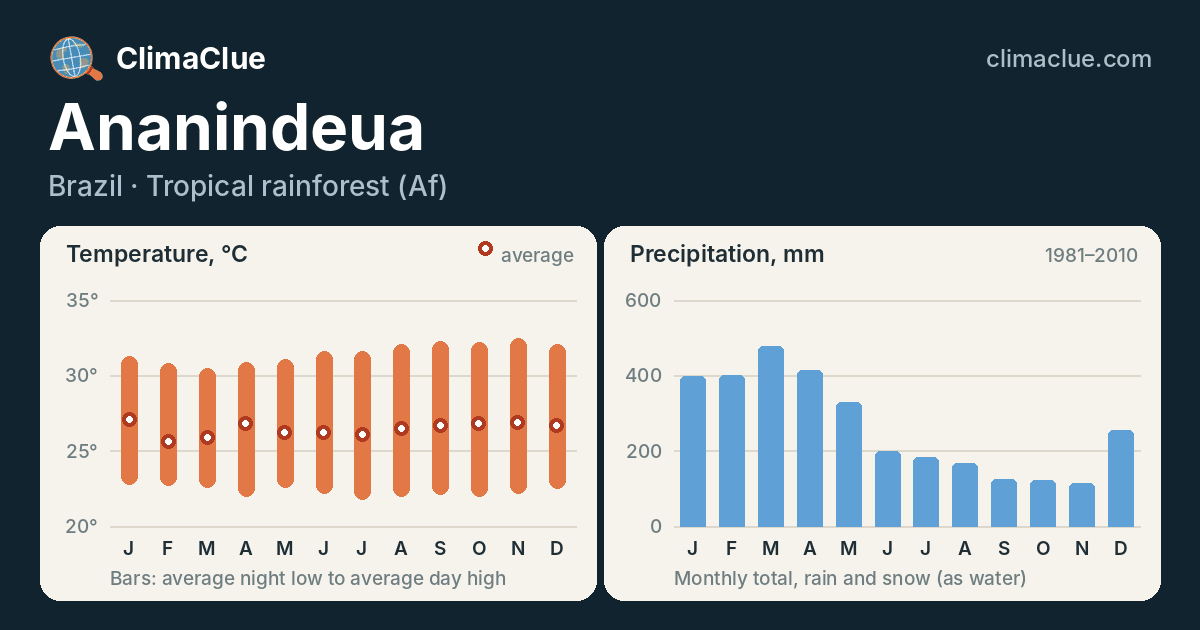 ClimaClue
climaclue.com
Ananindeua
Brazil · Tropical rainforest (Af)
Temperature, °C
average
35°
30°
25°
20°
J F M A M J J A S O N D
Bars: average night low to average day high
Precipitation, mm
1981–2010
600
400
200
0
J F M A M J J A S O N D
Monthly total, rain and snow (as water)